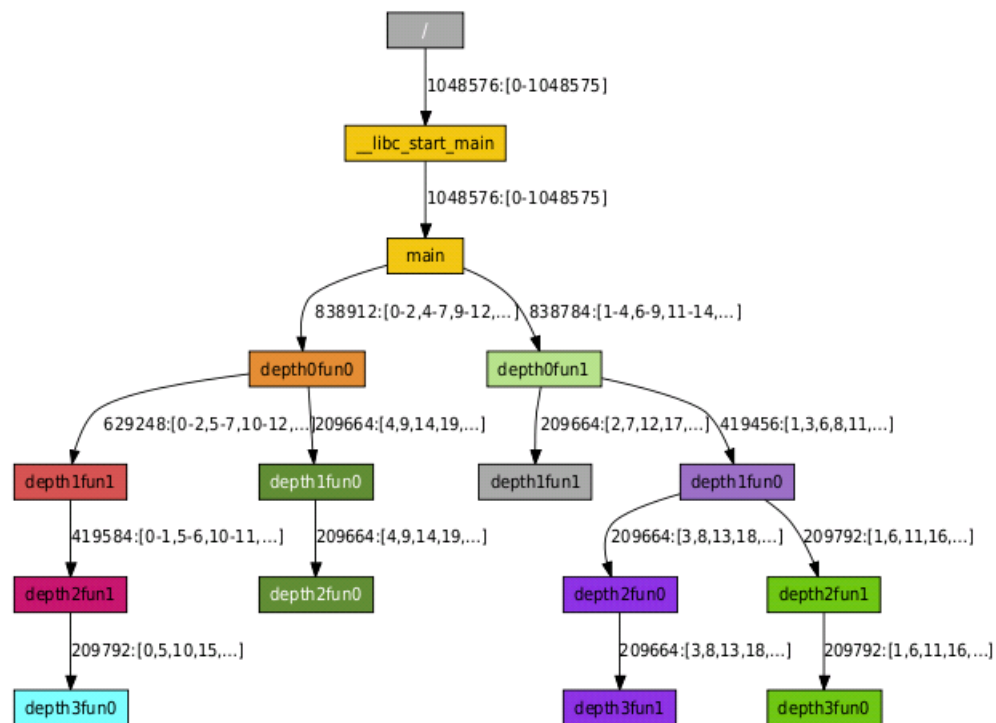 /
1048576:[0-1048575]
__libc_start_main
1048576:[0-1048575]
main
838912:[0-2,4-7,9-12,...] 838784:[1-4,6-9,11-14,...]
depth0fun0 depth0fun1
629248:[0-2,5-7,10-12,...] 209664:[4,9,14,19,...] 209664:[2,7,12,17,...] 419456:[1,3,6,8,11,...]
depth1fun1 depth1fun0 depth1fun1 depth1fun0
419584:[0-1,5-6,10-11,...] 209664:[4,9,14,19,...] 209664:[3,8,13,18,...] 209792:[1,6,11,16,...]
depth2fun1 depth2fun0 depth2fun0 depth2fun1
209792:[0,5,10,15,...] 209664:[3,8,13,18,...] 209792:[1,6,11,16,...]
depth3fun0 depth3fun1 depth3fun0